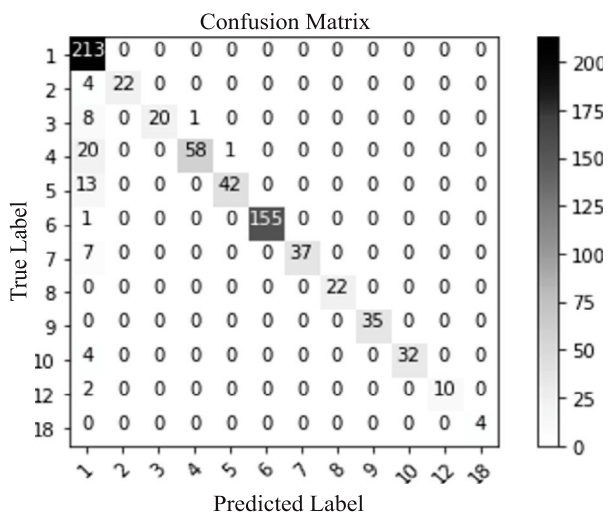 Confusion Matrix
1 213 0 0 0 0 0 0 0 0 0 0 0
2 4 22 0 0 0 0 0 0 0 0 0 0
3 8 0 20 1 0 0 0 0 0 0 0 0
4 20 0 0 58 1 0 0 0 0 0 0 0
5 13 0 0 0 42 0 0 0 0 0 0 0
6 1 0 0 0 0 155 0 0 0 0 0 0
7 7 0 0 0 0 0 37 0 0 0 0 0
8 0 0 0 0 0 0 0 22 0 0 0 0
9 0 0 0 0 0 0 0 0 35 0 0 0
10 4 0 0 0 0 0 0 0 0 32 0 0
12 2 0 0 0 0 0 0 0 0 0 10 0
18 0 0 0 0 0 0 0 0 0 0 0 4
1 2 3 4 5 6 7 8 9 10 12 18
True Label
Predicted Label
200
175
150
125
100
75
50
25
0